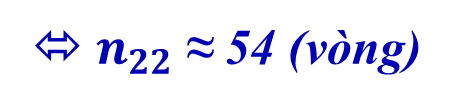 ⇔ n₂₂ ≈ 54 (vòng)